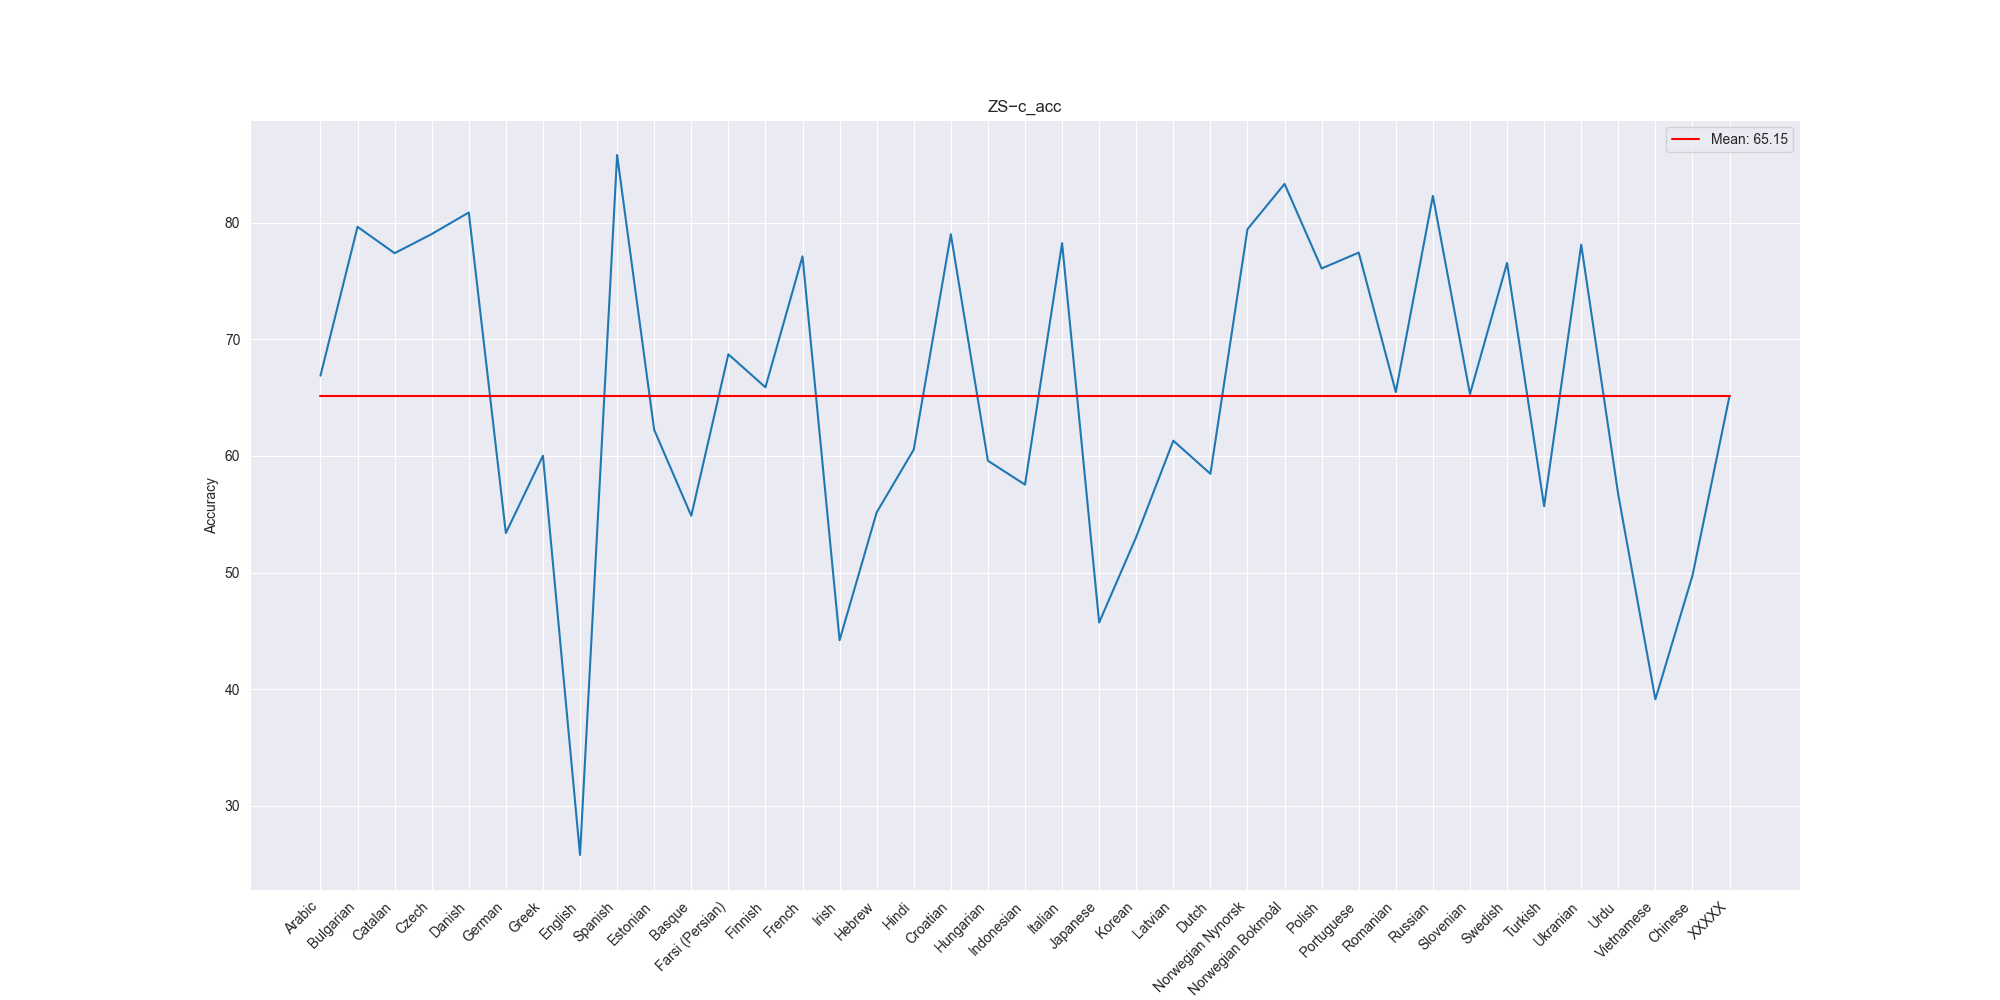 ZS−c_acc
Mean: 65.15
80
70
60
50
40
30
Accuracy
Arabic
Bulgarian
Catalan
Czech
Danish
German
Greek
English
Spanish
Estonian
Basque
Farsi (Persian)
Finnish
French
Irish
Hebrew
Hindi
Croatian
Hungarian
Indonesian
Italian
Japanese
Korean
Latvian
Dutch
Norwegian Nynorsk
Norwegian Bokmoäl
Polish
Portuguese
Romanian
Russian
Slovenian
Swedish
Turkish
Ukranian
Urdu
Vietnamese
Chinese
XXXXX